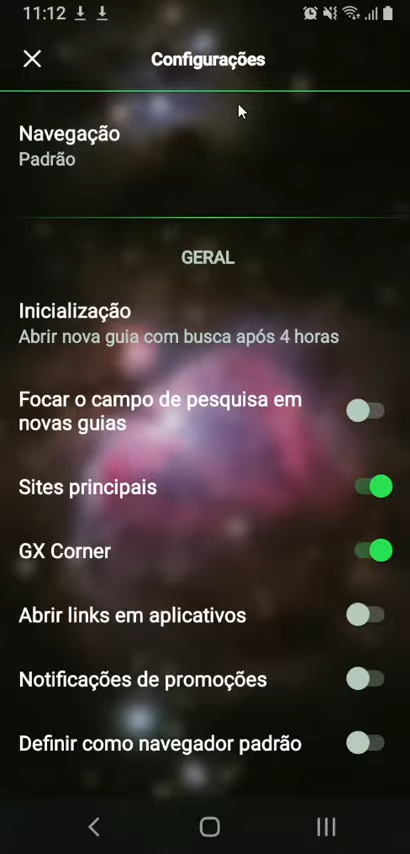 11:12
Configurações
Navegação
Padrão
GERAL
Inicialização
Abrir nova guia com busca após 4 horas
Focar o campo de pesquisa em
novas guias
Sites principais
GX Corner
Abrir links em aplicativos
Notificações de promoções
Definir como navegador padrão